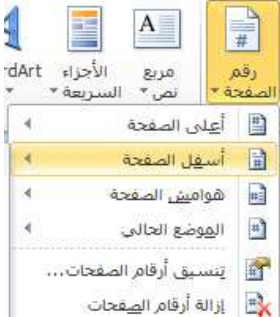 رقم الصفحة
مربع نص
الأجزاء السريعة
rdArt
A
#
أعلى الصفحة
أسفل الصفحة
هوامش الصفحة
الموضع الحالي
تنسيق أرقام الصفحات...
إزالة أرقام الصفحات